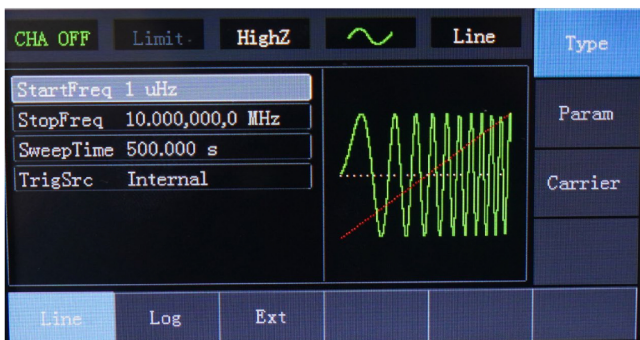 CHA OFF Limit HighZ Line Type
StartFreq 1 uHz
StopFreq 10.000,000,0 MHz
SweepTime 500.000 s
TrigSrc Internal
Param
Carrier
Line Log Ext